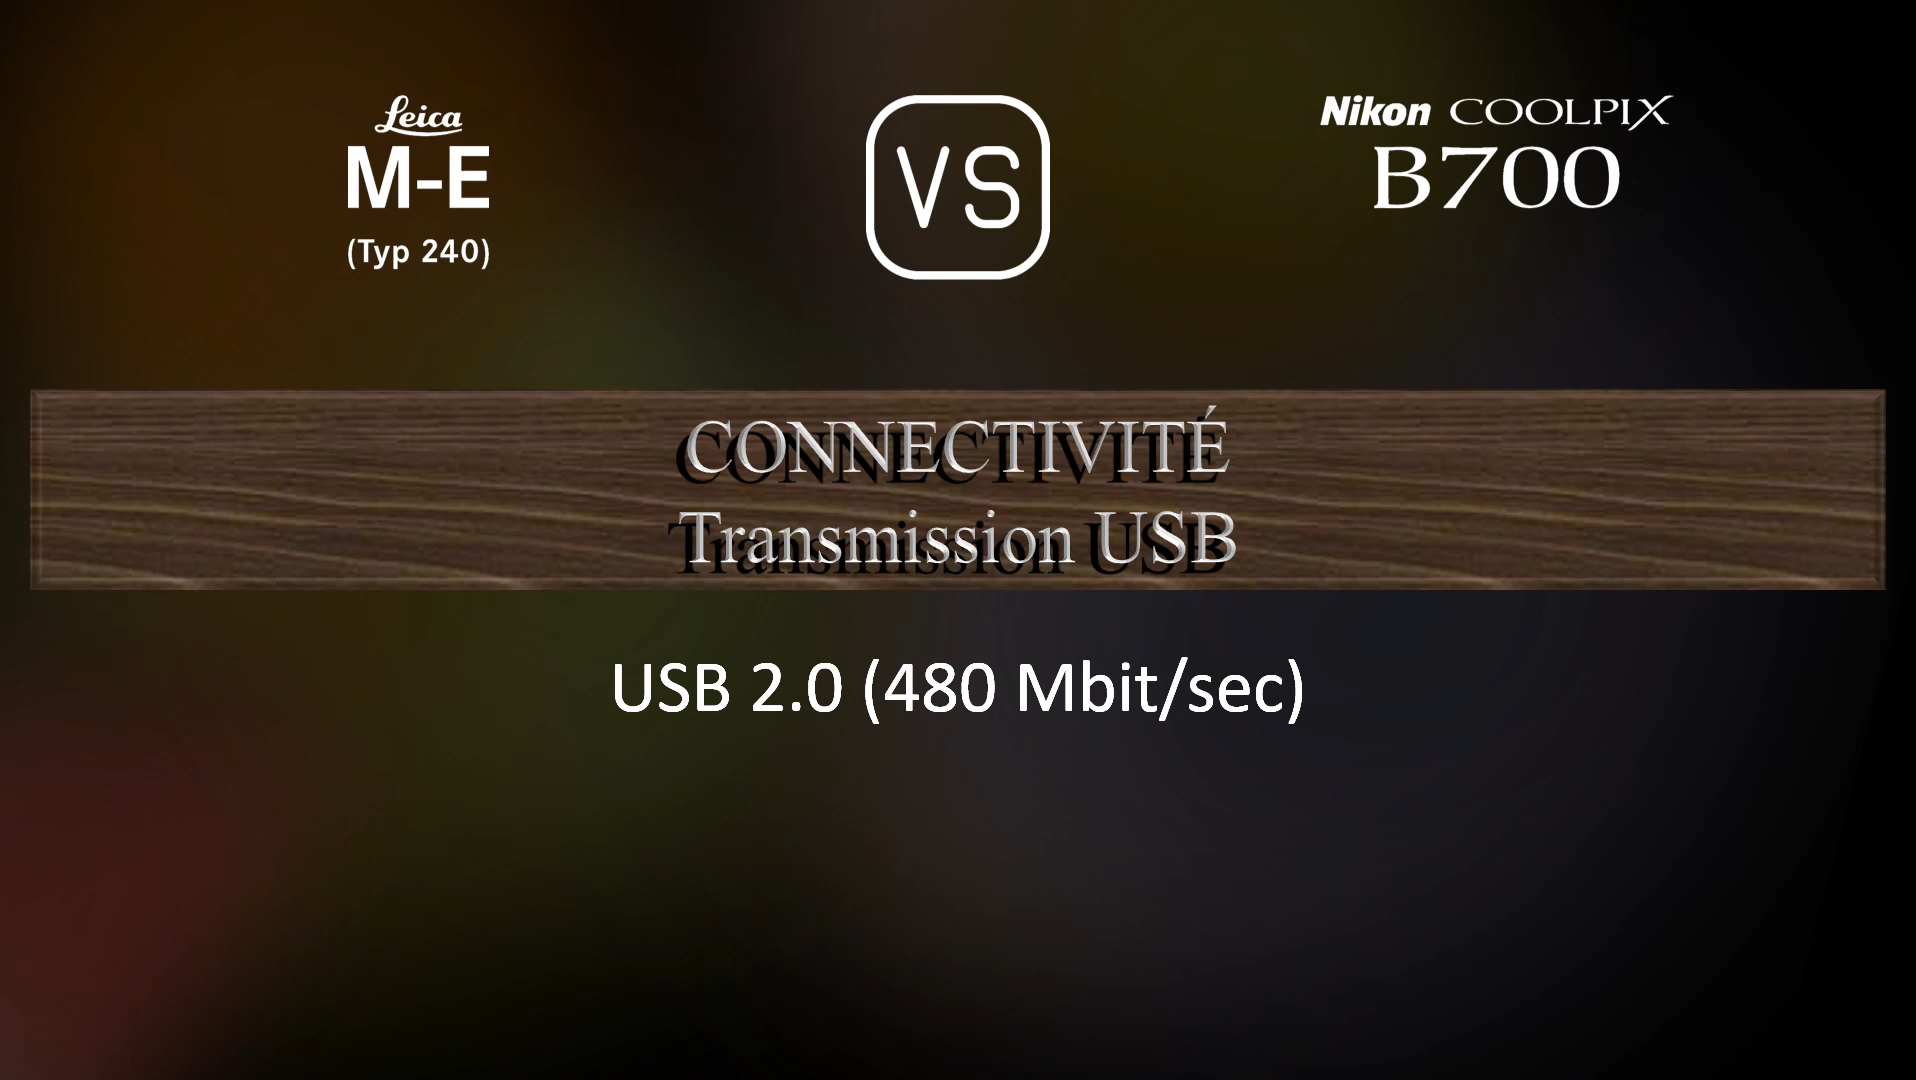 Leica
M-E
(Typ 240)
VS
Nikon COOLPIX
B700
CONNECTIVITÉ
Transmission USB
USB 2.0 (480 Mbit/sec)